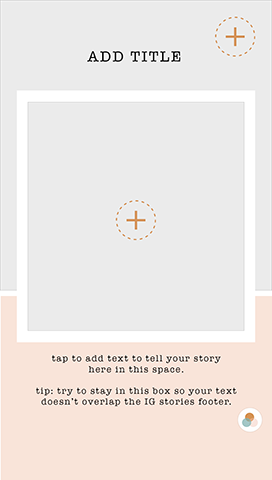 ADD TITLE
tap to add text to tell your story
here in this space.
tip: try to stay in this box so your text
doesn't overlap the IG stories footer.